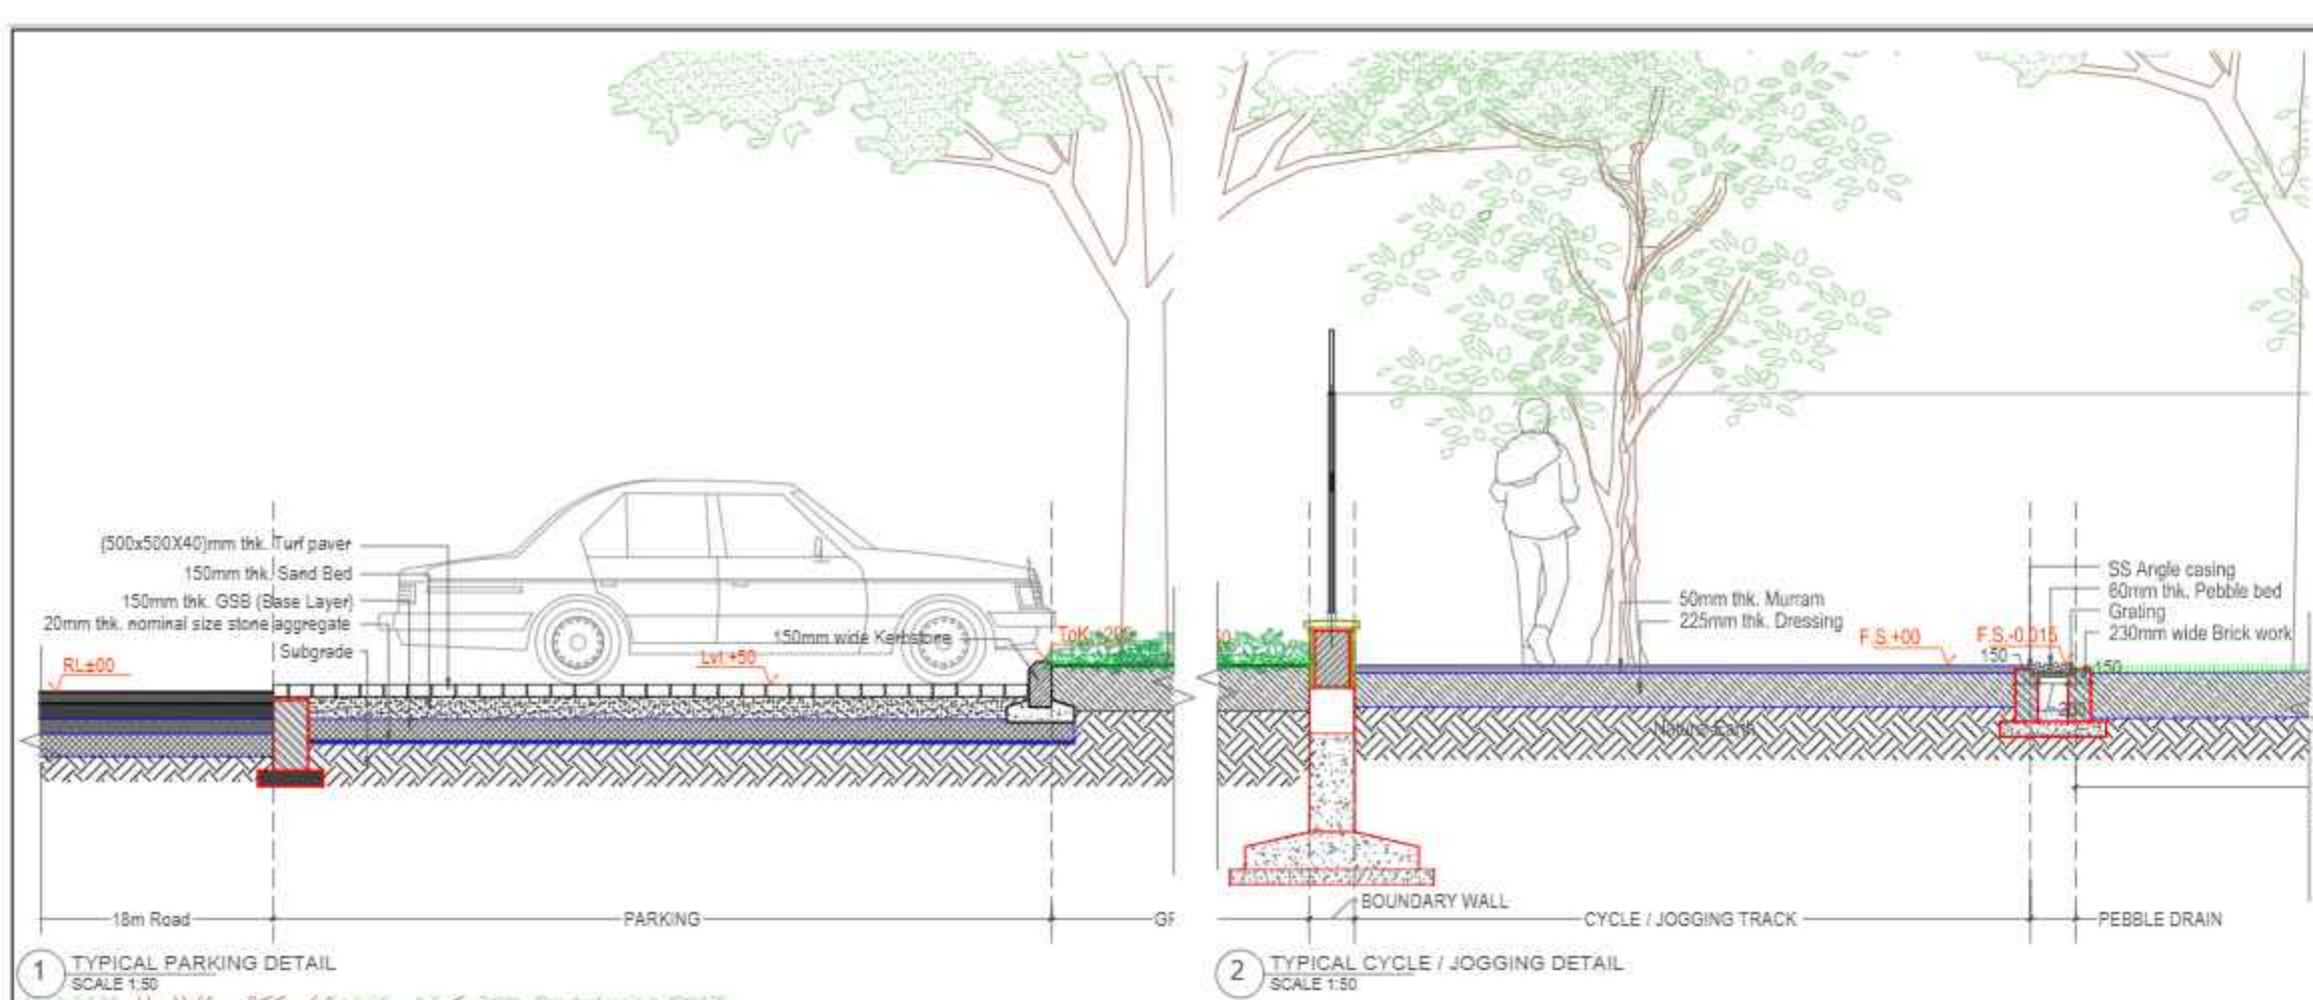 (500x500X40)mm thk. Turf paver
150mm thk. Sand Bed
150mm thk. GSB (Base Layer)
20mm thk. nominal size stone aggregate
Subgrade
RL±00
Lvl.+50
150mm wide Kerbstone
ToK.+200
18m Road
PARKING
1
TYPICAL PARKING DETAIL
SCALE 1:50
50mm thk. Murram
225mm thk. Dressing
F.S.+00
F.S.-0.015
150
SS Angle casing
60mm thk. Pebble bed
Grating
230mm wide Brick work
150
Natural Earth
BOUNDARY WALL
CYCLE / JOGGING TRACK
PEBBLE DRAIN
2
TYPICAL CYCLE / JOGGING DETAIL
SCALE 1:50